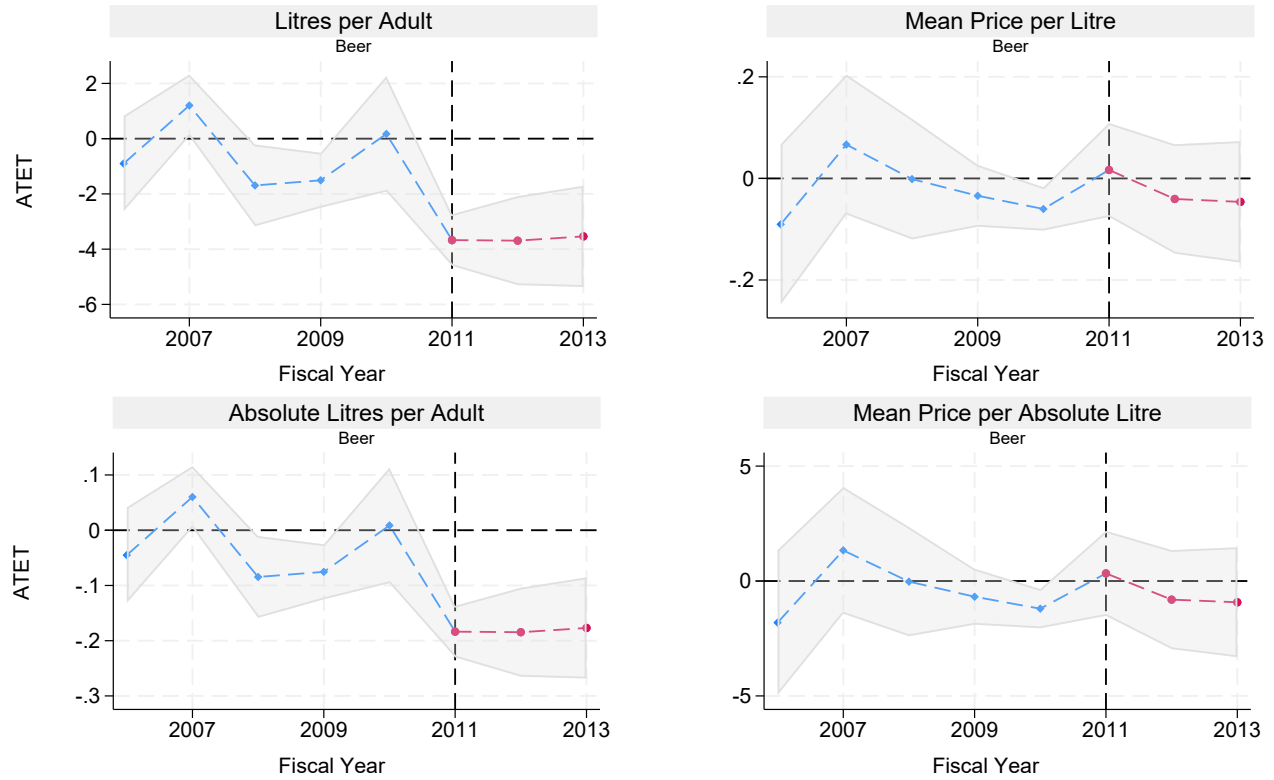 Litres per Adult
Beer
ATET
2
0
-2
-4
-6
2007 2009 2011 2013
Fiscal Year
Mean Price per Litre
Beer
.2
0
-.2
2007 2009 2011 2013
Fiscal Year
Absolute Litres per Adult
Beer
ATET
.1
0
-.1
-.2
-.3
2007 2009 2011 2013
Fiscal Year
Mean Price per Absolute Litre
Beer
5
0
-5
2007 2009 2011 2013
Fiscal Year